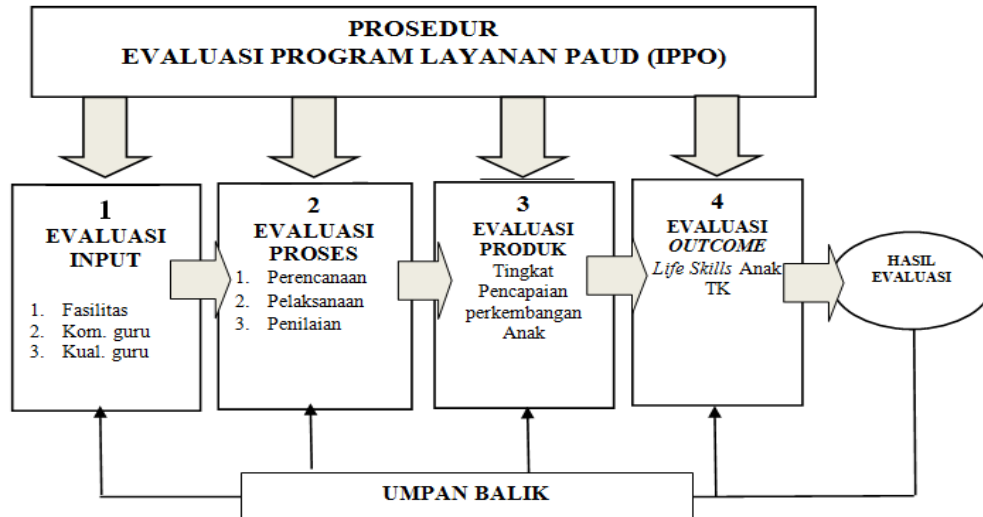 PROSEDUR
EVALUASI PROGRAM LAYANAN PAUD (IPPO)
1
EVALUASI
INPUT
1. Fasilitas
2. Kom. guru
3. Kual. guru
2
EVALUASI
PROSES
1. Perencanaan
2. Pelaksanaan
3. Penilaian
3
EVALUASI
PRODUK
Tingkat
Pencapaian
perkembangan
Anak
4
EVALUASI
OUTCOME
Life Skills Anak
TK
HASIL
EVALUASI
UMPAN BALIK